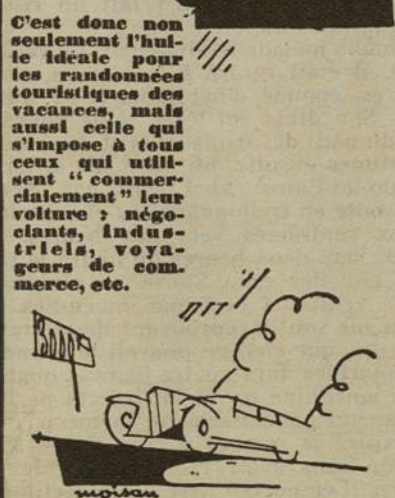 C'est donc non
seulement l'hui-
le idéale pour
les randonnées
touristiques des
vacances, mais
aussi celle qui
s'impose à tous
ceux qui utili-
sent "commer-
cialement" leur
voiture : négo-
ciants, indus-
triels, voya-
geurs de com-
merce, etc.
3000
moisan